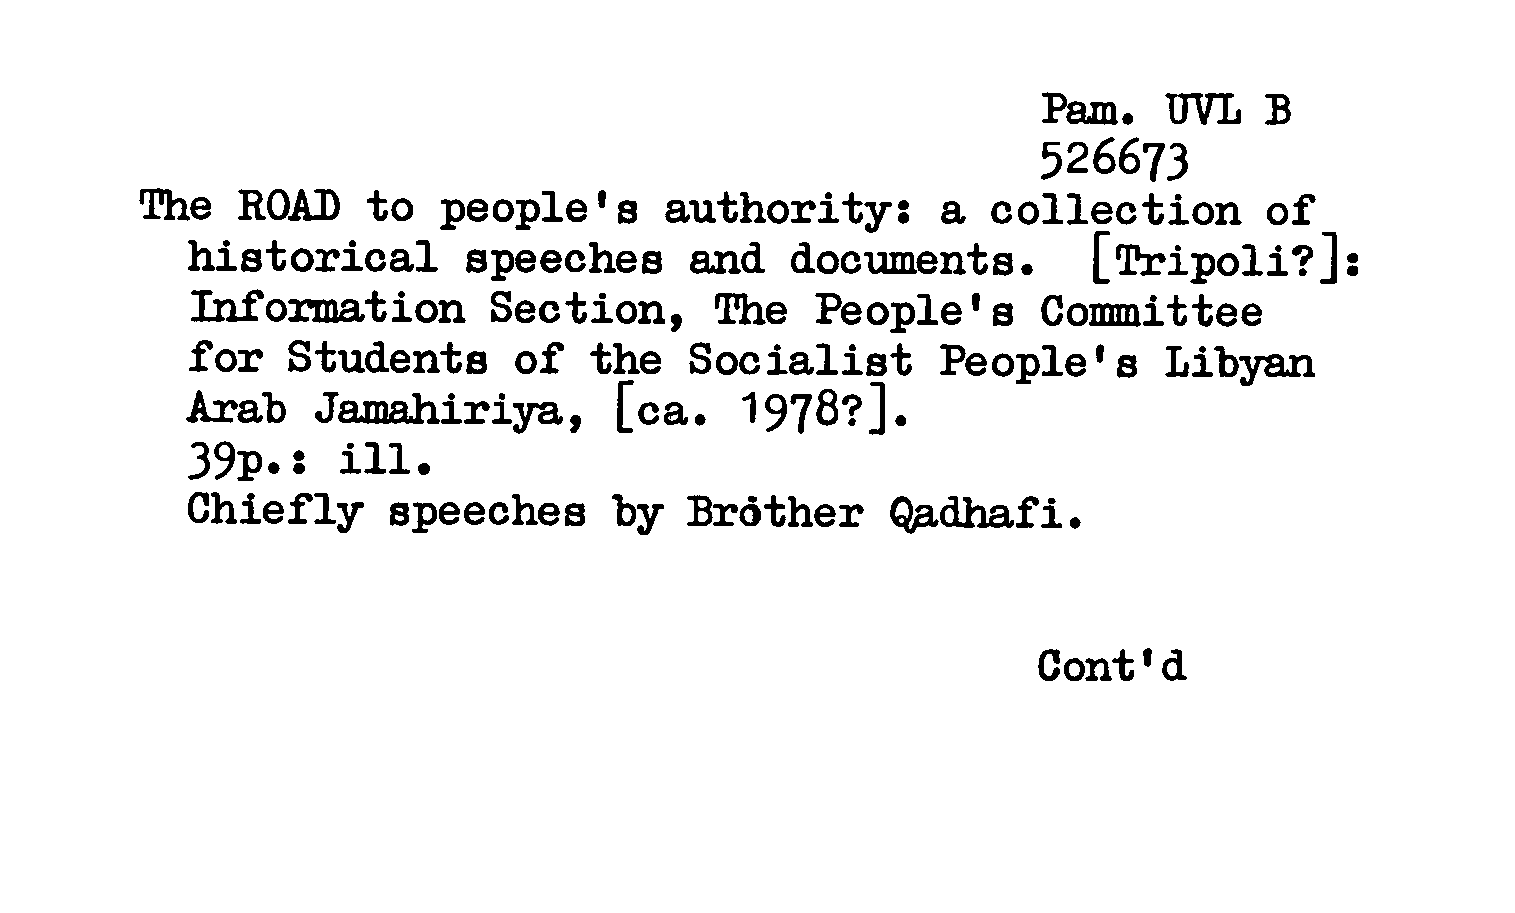 Pam. UVL B
526673
The ROAD to people's authority: a collection of
historical speeches and documents. [Tripoli?]:
Information Section, The People's Committee
for Students of the Socialist People's Libyan
Arab Jamahiriya, [ca. 1978?].
39p.: ill.
Chiefly speeches by Brother Qadhafi.
Cont'd